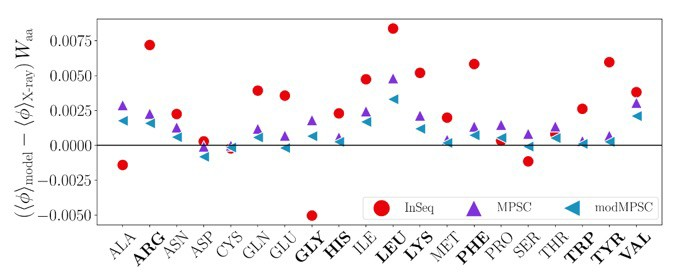 (⟨ϕ⟩model − ⟨ϕ⟩X-ray) Waa
0.0075
0.0050
0.0025
0.0000
−0.0025
−0.0050
InSeq MPSC modMPSC
ALA ARG ASN ASP CYS GLN GLU GLY HIS ILE LEU LYS MET PHE PRO SER THR TRP TYR VAL